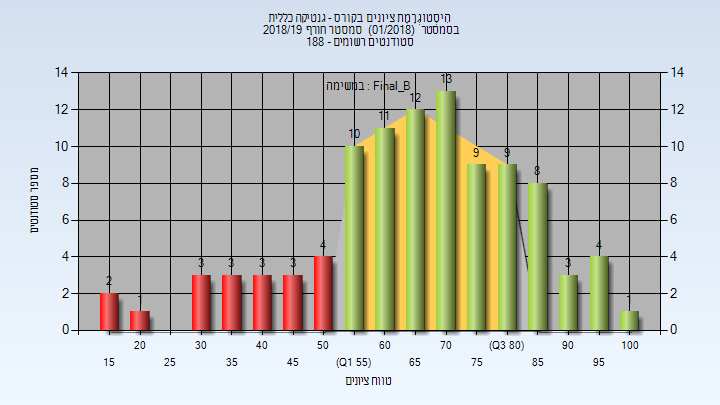 היסטוגרמת ציונים בקורס - גנטיקה כללית
בסמסטר (01/2018) סמסטר חורף 2018/19
סטודנטים רשומים - 188
במשימה : Final_B
מספר סטודנטים
14 12 10 8 6 4 2 0
14 12 10 8 6 4 2 0
2 1 3 3 3 3 4 10 11 12 13 9 9 8 3 4 1
20 30 40 50 60 70 (Q3 80) 90 100
15 25 35 45 (Q1 55) 65 75 85 95
טווח ציונים